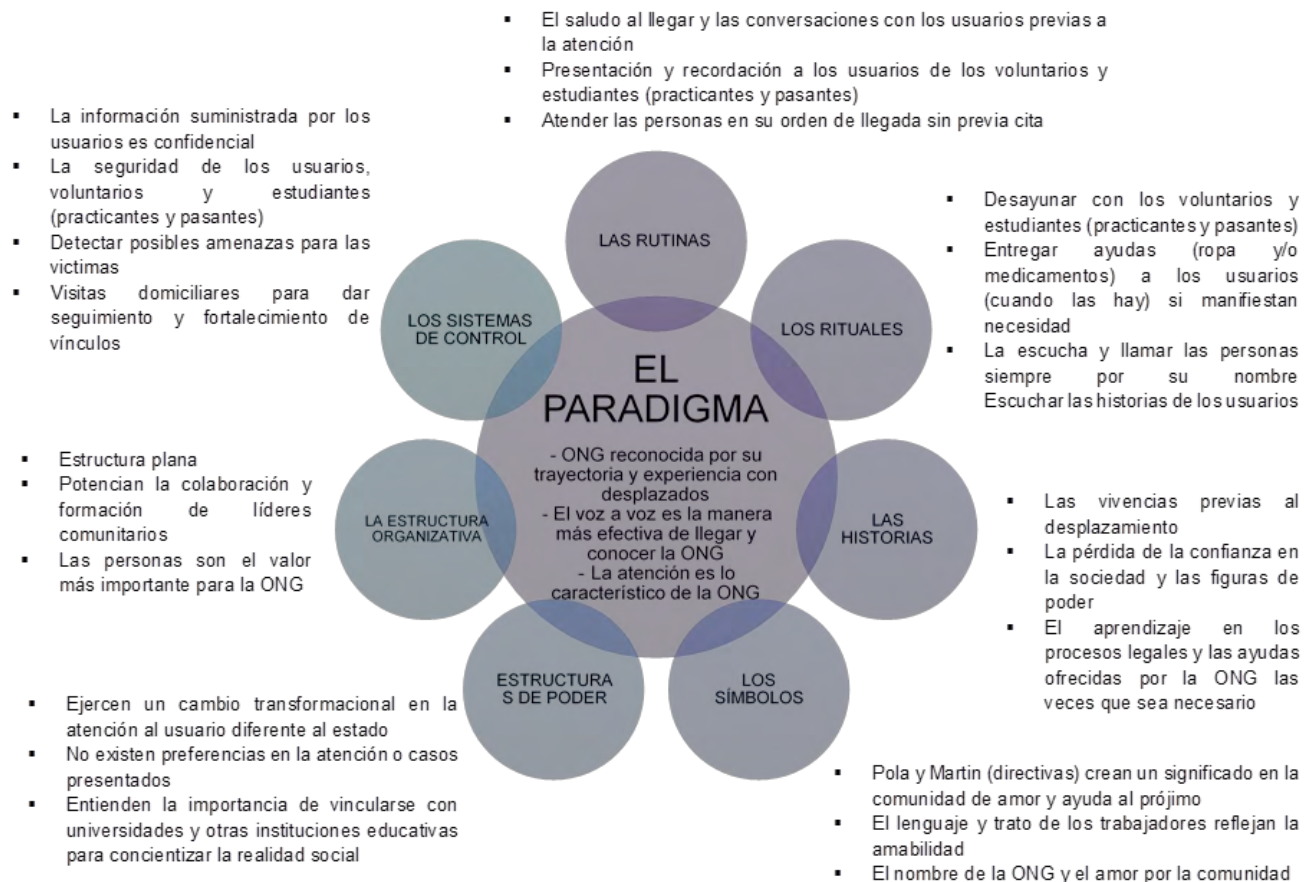 ▪ El saludo al llegar y las conversaciones con los usuarios previas a
la atención
▪ Presentación y recordación a los usuarios de los voluntarios y
estudiantes (practicantes y pasantes)
▪ Atender las personas en su orden de llegada sin previa cita
▪ La información suministrada por los
usuarios es confidencial
▪ La seguridad de los usuarios,
voluntarios y estudiantes
(practicantes y pasantes)
▪ Detectar posibles amenazas para las
victimas
▪ Visitas domiciliares para dar
seguimiento y fortalecimiento de
vínculos
LAS RUTINAS
▪ Desayunar con los voluntarios y
estudiantes (practicantes y pasantes)
▪ Entregar ayudas (ropa y/o
medicamentos) a los usuarios
(cuando las hay) si manifiestan
necesidad
▪ La escucha y llamar las personas
siempre por su nombre
Escuchar las historias de los usuarios
LOS SISTEMAS
DE CONTROL
LOS RITUALES
EL
PARADIGMA
- ONG reconocida por su
trayectoria y experiencia con
desplazados
- El voz a voz es la manera
más efectiva de llegar y
conocer la ONG
- La atención es lo
característico de la ONG
▪ Estructura plana
▪ Potencian la colaboración y
formación de líderes
comunitarios
▪ Las personas son el valor
más importante para la ONG
LA ESTRUCTURA
ORGANIZATIVA
LAS
HISTORIAS
▪ Las vivencias previas al
desplazamiento
▪ La pérdida de la confianza en
la sociedad y las figuras de
poder
▪ El aprendizaje en los
procesos legales y las ayudas
ofrecidas por la ONG las
veces que sea necesario
ESTRUCTURA
S DE PODER
LOS
SÍMBOLOS
▪ Ejercen un cambio transformacional en la
atención al usuario diferente al estado
▪ No existen preferencias en la atención o casos
presentados
▪ Entienden la importancia de vincularse con
universidades y otras instituciones educativas
para concientizar la realidad social
▪ Pola y Martin (directivas) crean un significado en la
comunidad de amor y ayuda al prójimo
▪ El lenguaje y trato de los trabajadores reflejan la
amabilidad
▪ El nombre de la ONG y el amor por la comunidad